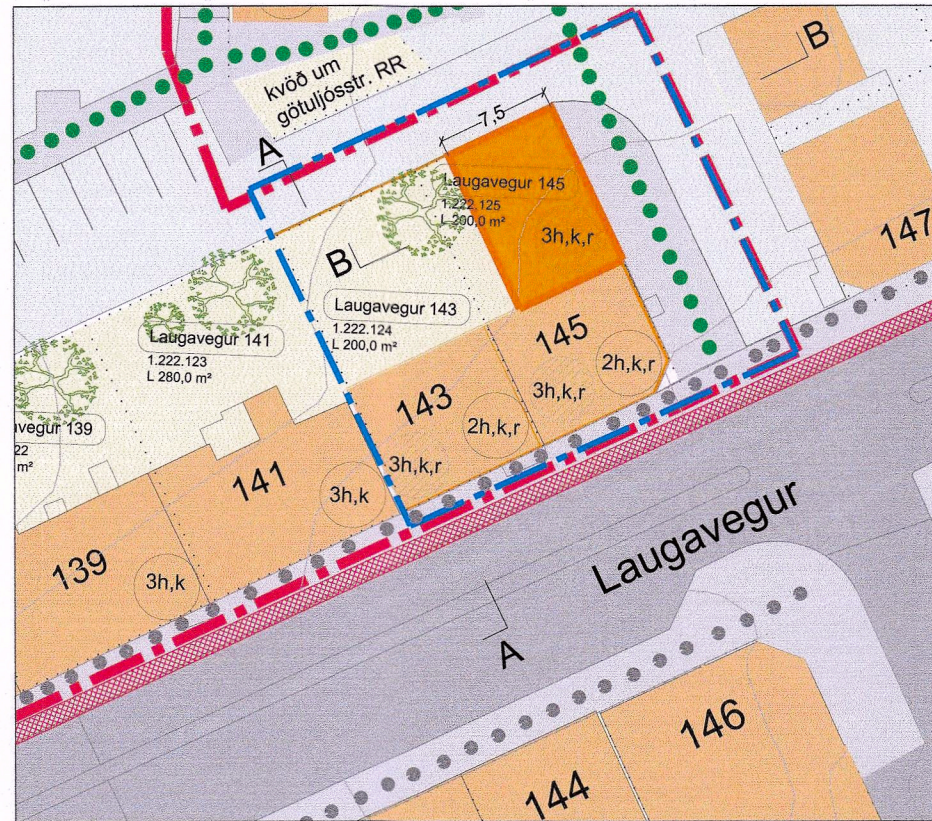 kvöð um
götuljósstr. RR
B
A
7,5
Laugavegur 145
1.222.125
L 200,0 m²
3h,k,r
147
B
Laugavegur 143
1.222.124
L 200,0 m²
Laugavegur 141
1.222.123
L 280,0 m²
145
2h,k,r
3h,k,r
143
2h,k,r
3h,k,r
avegur 139
22
m²
141
3h,k
139
3h,k
Laugavegur
A
146
144